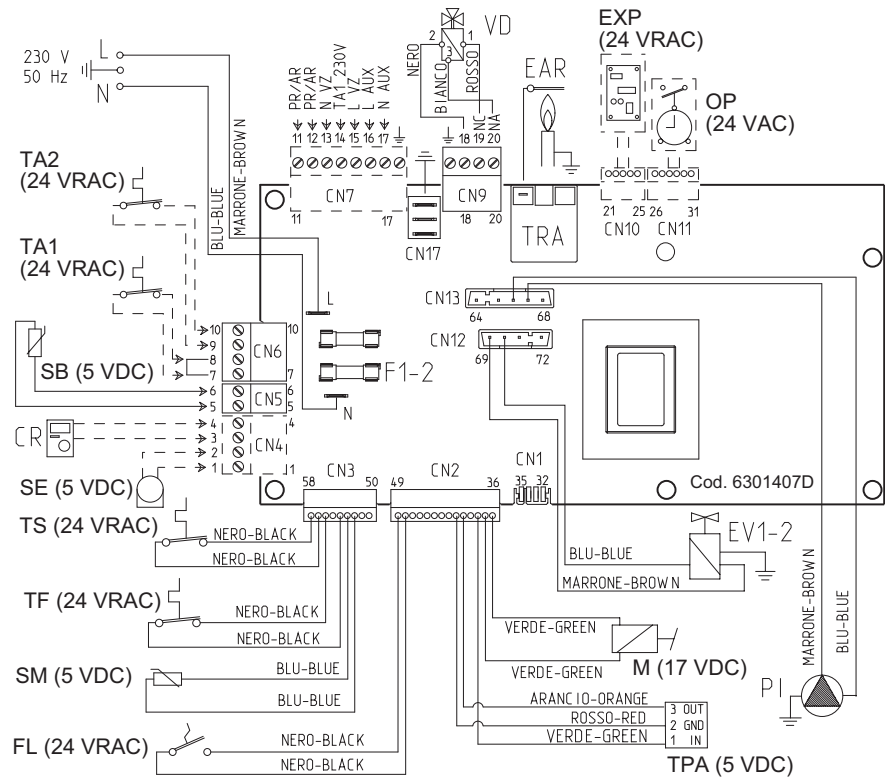 230 V
50 Hz
L
N
TA2
(24 VRAC)
TA1
(24 VRAC)
SB (5 VDC)
CR
SE (5 VDC)
TS (24 VRAC)
TF (24 VRAC)
SM (5 VDC)
FL (24 VRAC)
BLU-BLUE
MARRONE-BROWN
PR/AR
PR/AR
N VZ
TA1 230V
L VZ
L AUX
N AUX
11 12 13 14 15 16 17
CN7
11 17
CN17
VD
2 1
3
NERO
BIANCO
ROSSO
NC
NA
18 19 20
CN9
18 20
EAR
TRA
EXP
(24 VRAC)
OP
(24 VAC)
21 25 26 31
CN10 CN11
CN13
64 68
CN12
69 72
L
F1-2
N
10 10
9
CN6
8
7 7
6 6
CN5
5 5
4 4
3
CN4
2
1 1
CN3
58 50
CN2
49 36
CN1
35 32
Cod. 6301407D
NERO-BLACK
NERO-BLACK
NERO-BLACK
NERO-BLACK
BLU-BLUE
BLU-BLUE
NERO-BLACK
NERO-BLACK
EV1-2
BLU-BLUE
MARRONE-BROWN
VERDE-GREEN
VERDE-GREEN
M (17 VDC)
ARANCIO-ORANGE
ROSSO-RED
VERDE-GREEN
3 OUT
2 GND
1 IN
TPA (5 VDC)
MARRONE-BROWN
BLU-BLUE
PI